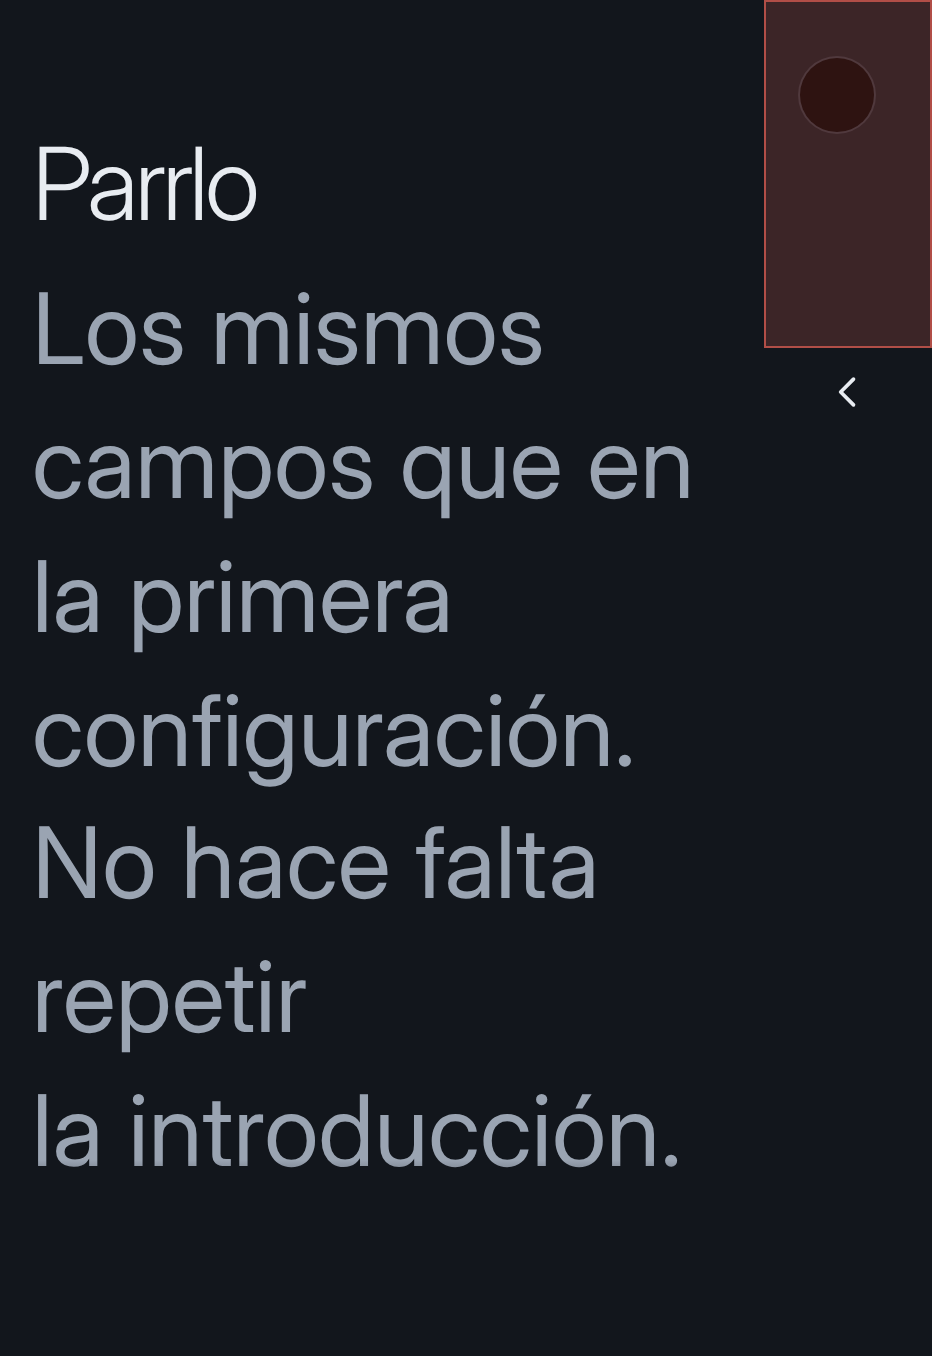 Parrlo
Los mismos
campos que en
la primera
configuración.
No hace falta
repetir
la introducción.